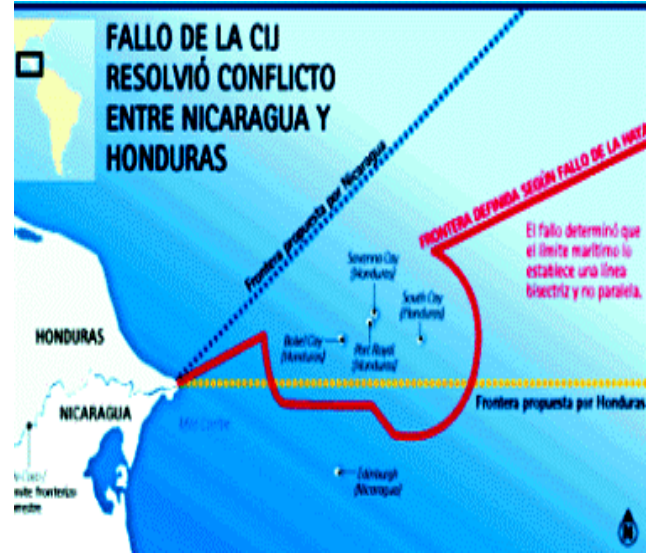 FALLO DE LA CIJ
RESOLVIÓ CONFLICTO
ENTRE NICARAGUA Y
HONDURAS
Frontera propuesta por Nicaragua
FRONTERA DEFINIDA SEGÚN FALLO DE LA HAYA
El fallo determinó que
el límite marítimo lo
establece una línea
bisectriz y no paralela.
Savanna Cay
(Honduras)
South Cay
(Honduras)
Bobel Cay
(Honduras)
Port Royal
(Honduras)
HONDURAS
NICARAGUA
Frontera propuesta por Honduras
Mar Caribe
Edinburgh
(Nicaragua)
fronterizo
N